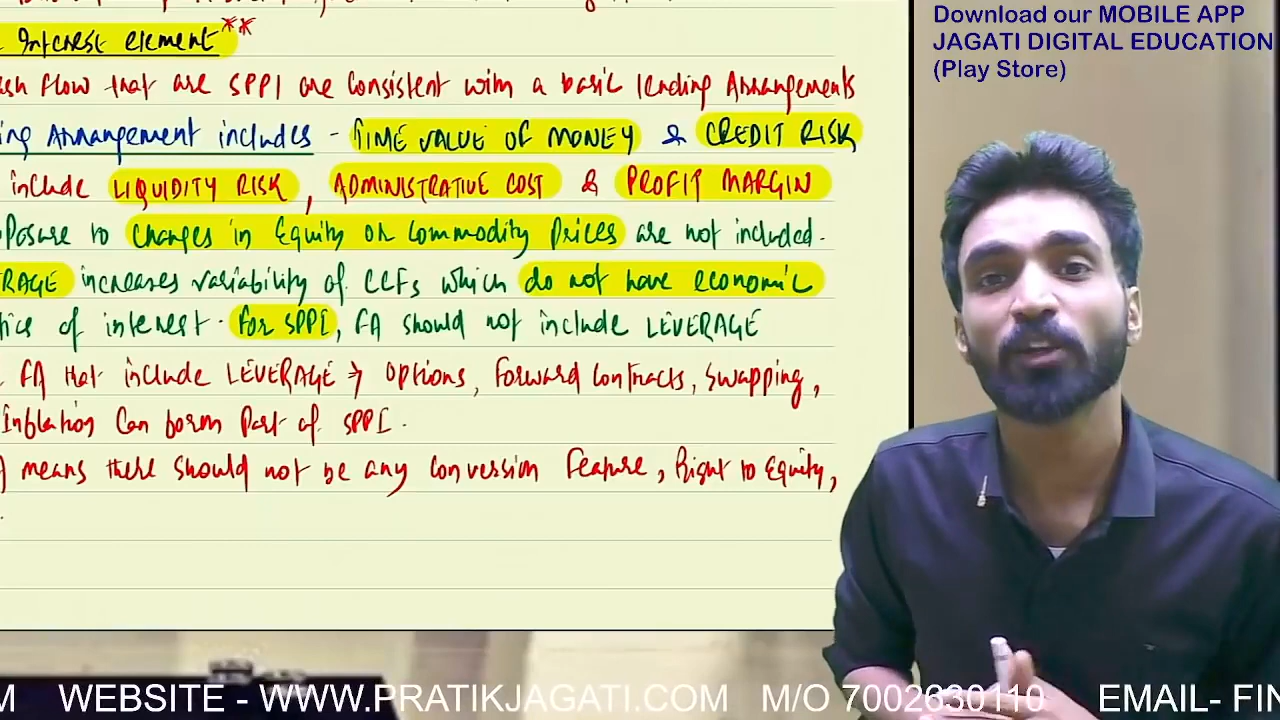 Interest element**
ash flow that are SPPI are Consistent with a basic lending Arrangements
ing Arrangement includes - TIME VALUE OF MONEY & CREDIT RISK
include LIQUIDITY RISK, ADMINISTRATIVE COST & PROFIT MARGIN
posure to changes in Equity or Commodity Prices are not included.
RAGE increases variability of CCFs which do not have economic
tics of interest. For SPPI, FA should not include LEVERAGE
FA that include LEVERAGE → Options, Forward Contracts, Swapping,
Inflation Can form Part of SPPI.
means there should not be any Conversion Feature, Right to Equity,
Download our MOBILE APP
JAGATI DIGITAL EDUCATION
(Play Store)
M WEBSITE - WWW.PRATIKJAGATI.COM M/O 7002630110 EMAIL- FIN